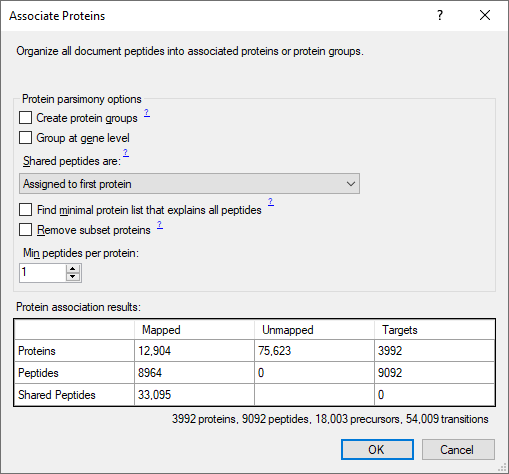 Associate Proteins
?
Organize all document peptides into associated proteins or protein groups.
Protein parsimony options
Create protein groups ?
Group at gene level
Shared peptides are: ?
Assigned to first protein
Find minimal protein list that explains all peptides ?
Remove subset proteins ?
Min peptides per protein:
1
Protein association results:
Mapped Unmapped Targets
Proteins 12,904 75,623 3992
Peptides 8964 0 9092
Shared Peptides 33,095 0
3992 proteins, 9092 peptides, 18,003 precursors, 54,009 transitions
OK Cancel